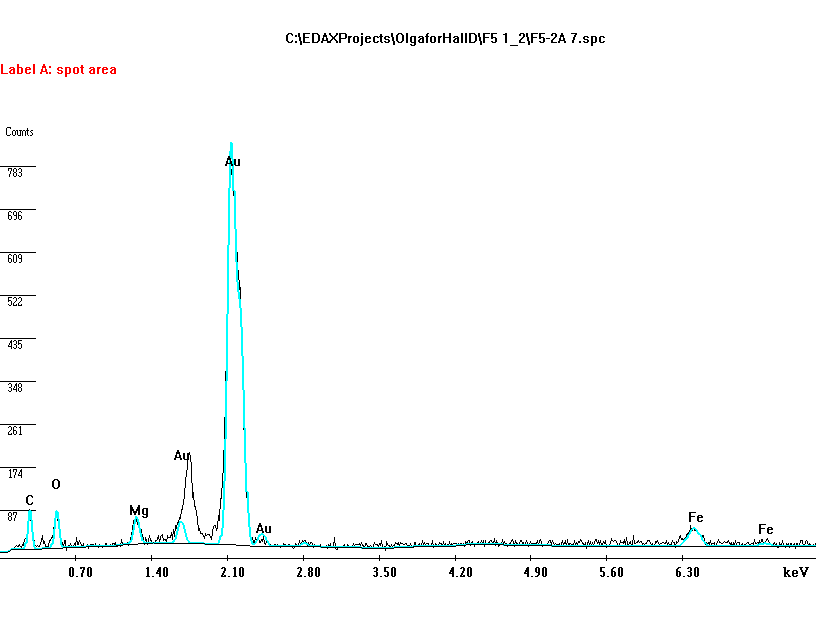 C:\EDAXProjects\OlgaforHallD\F5 1_2\F5-2A 7.spc
Label A: spot area
Counts
783
696
609
522
435
348
261
174
87
C
O
Mg
Au
Au
Au
Fe
Fe
0.70 1.40 2.10 2.80 3.50 4.20 4.90 5.60 6.30 keV